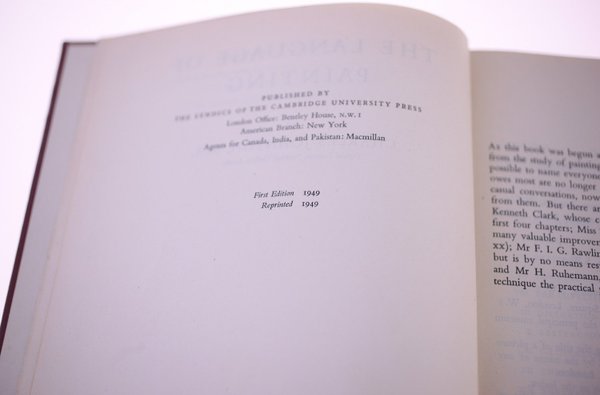 PUBLISHED BY
THE SYNDICS OF THE CAMBRIDGE UNIVERSITY PRESS
London Office: Bentley House, N.W. I
American Branch: New York
Agents for Canada, India, and Pakistan: Macmillan
First Edition 1949
Reprinted 1949
As this book was begun
from the study of painting
possible to name everyone
owes most are no longer
casual conversations, now
from them. But there are
Kenneth Clark, whose
first four chapters; Miss
many valuable improvem
xx); Mr F. I. G. Rawlin
but is by no means res
and Mr H. Ruhemann
technique the practical